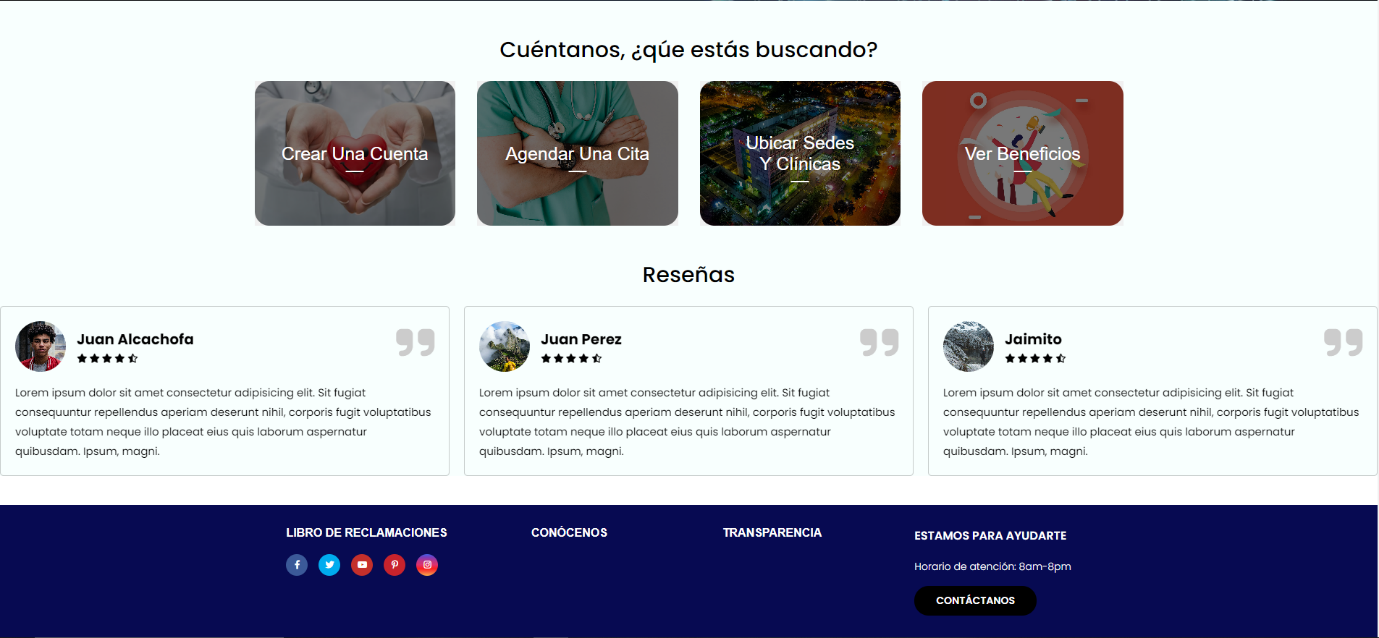 Cuéntanos, ¿qúe estás buscando?
Crear Una Cuenta
Agendar Una Cita
Ubicar Sedes
Y Clínicas
Ver Beneficios
Reseñas
Juan Alcachofa
Lorem ipsum dolor sit amet consectetur adipisicing elit. Sit fugiat
consequuntur repellendus aperiam deserunt nihil, corporis fugit voluptatibus
voluptate totam neque illo placeat eius quis laborum aspernatur
quibusdam. Ipsum, magni.
Juan Perez
Lorem ipsum dolor sit amet consectetur adipisicing elit. Sit fugiat
consequuntur repellendus aperiam deserunt nihil, corporis fugit voluptatibus
voluptate totam neque illo placeat eius quis laborum aspernatur
quibusdam. Ipsum, magni.
Jaimito
Lorem ipsum dolor sit amet consectetur adipisicing elit. Sit fugiat
consequuntur repellendus aperiam deserunt nihil, corporis fugit voluptatibus
voluptate totam neque illo placeat eius quis laborum aspernatur
quibusdam. Ipsum, magni.
LIBRO DE RECLAMACIONES
CONÓCENOS
TRANSPARENCIA
ESTAMOS PARA AYUDARTE
Horario de atención: 8am-8pm
CONTÁCTANOS